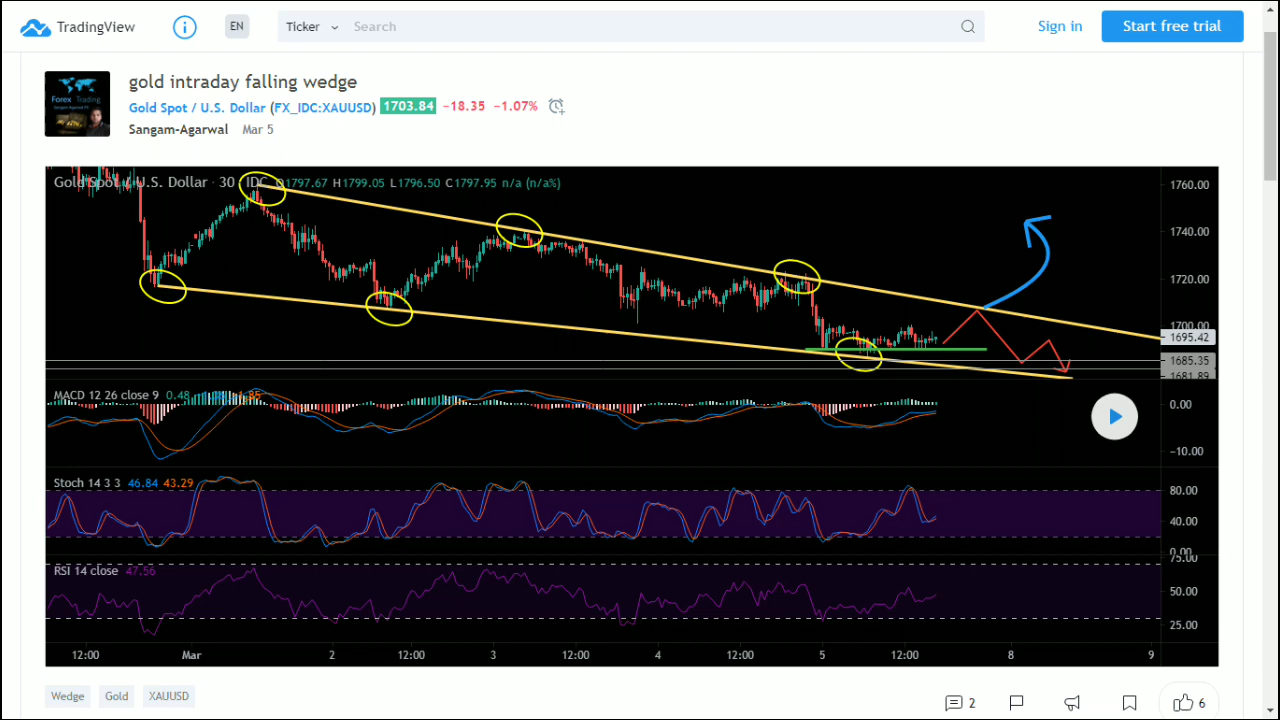 TradingView
EN
Ticker
Search
Sign in
Start free trial
gold intraday falling wedge
Gold Spot / U.S. Dollar (FX_IDC:XAUUSD) 1703.84 −18.35 −1.07%
Sangam-Agarwal Mar 5
Forex Trading
Gold Spot / U.S. Dollar · 30 · IDC O1797.67 H1799.05 L1796.50 C1797.95 n/a (n/a%)
1760.00
1740.00
1720.00
1700.00
1695.42
1685.35
1681.89
MACD 12 26 close 9 0.48
0.00
−10.00
Stoch 14 3 3 46.84 43.29
80.00
40.00
0.00
75.00
RSI 14 close 47.56
50.00
25.00
12:00 Mar 2 12:00 3 12:00 4 12:00 5 12:00 8 9
Wedge Gold XAUUSD
2
6